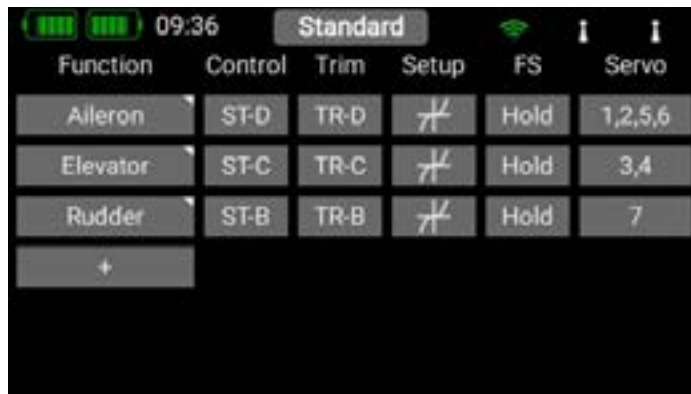 09:36 Standard
Function Control Trim Setup FS Servo
Aileron ST-D TR-D Hold 1,2,5,6
Elevator ST-C TR-C Hold 3,4
Rudder ST-B TR-B Hold 7
+